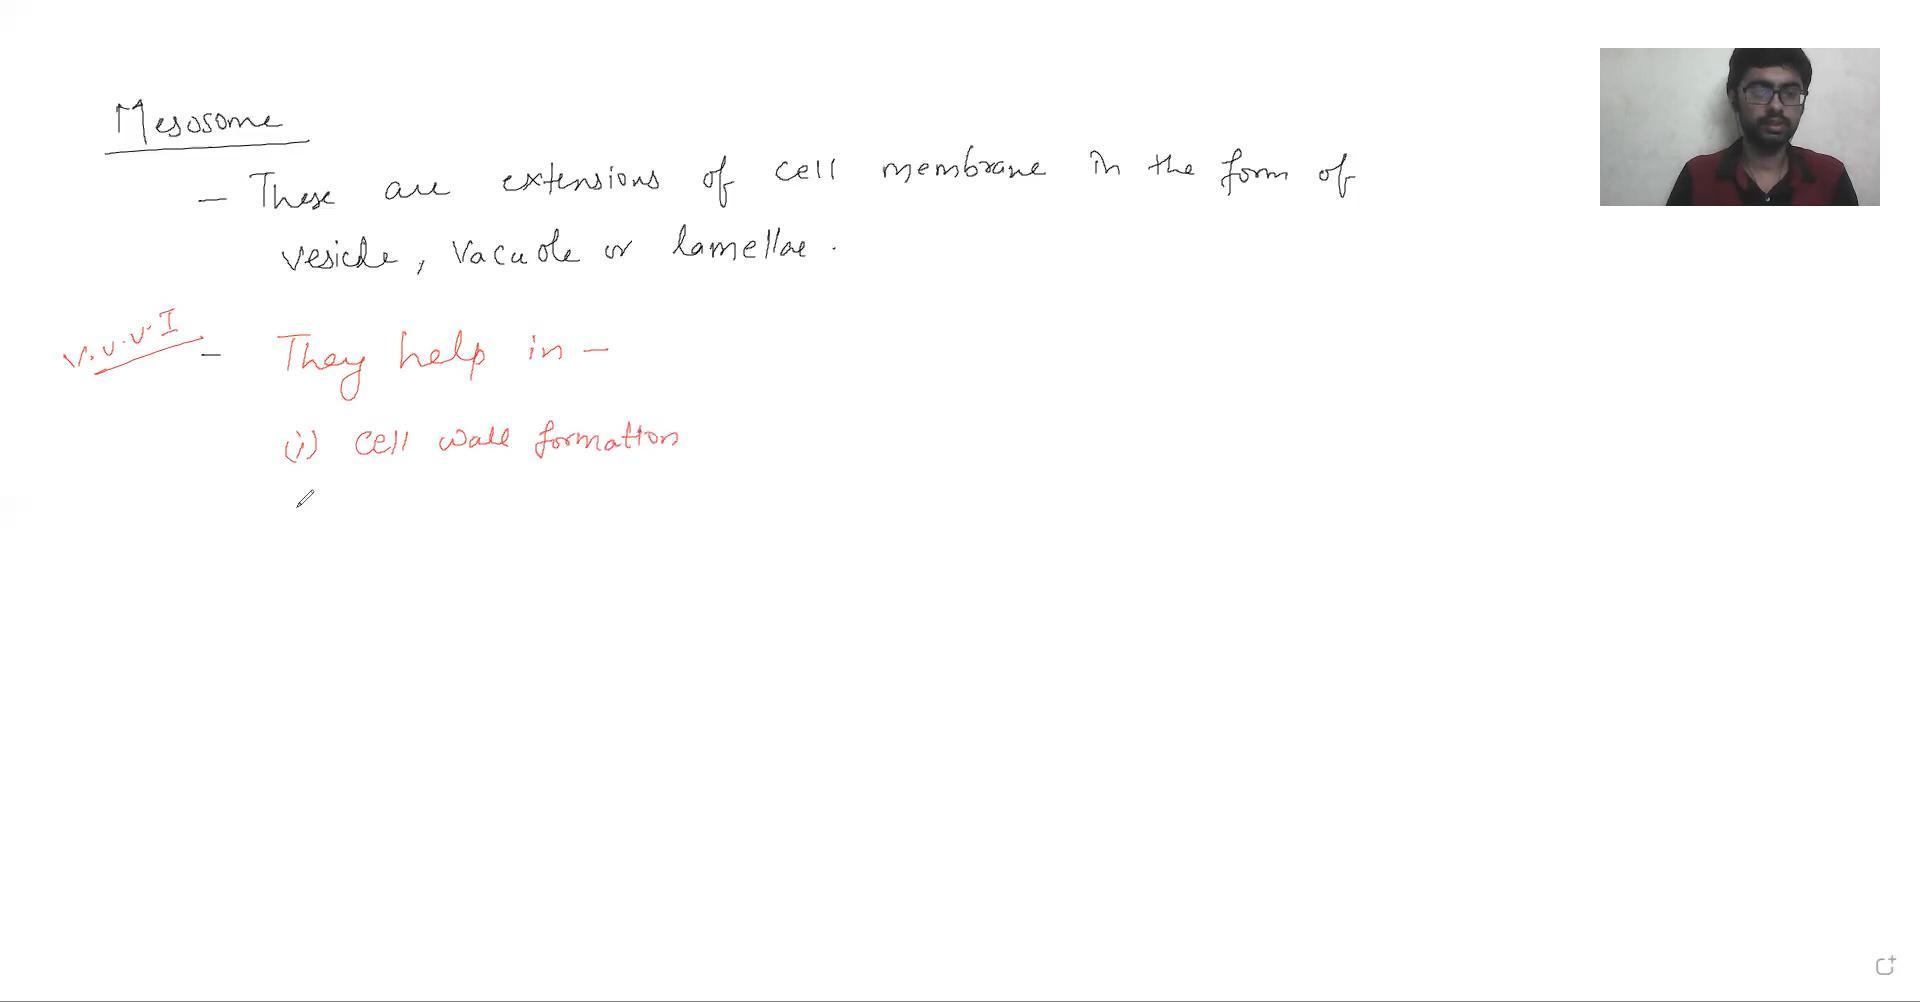 Mesosome
- These are extensions of cell membrane in the form of
vesicle, vacuole or lamellae.
V.V.V.I - They help in -
(i) cell wall formation